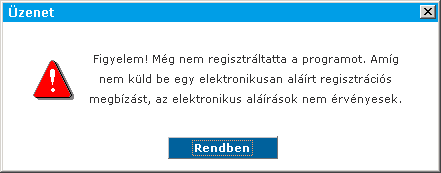 Üzenet
Figyelem! Még nem regisztráltatta a programot. Amíg
nem küld be egy elektronikusan aláírt regisztrációs
megbízást, az elektronikus aláírások nem érvényesek.
Rendben